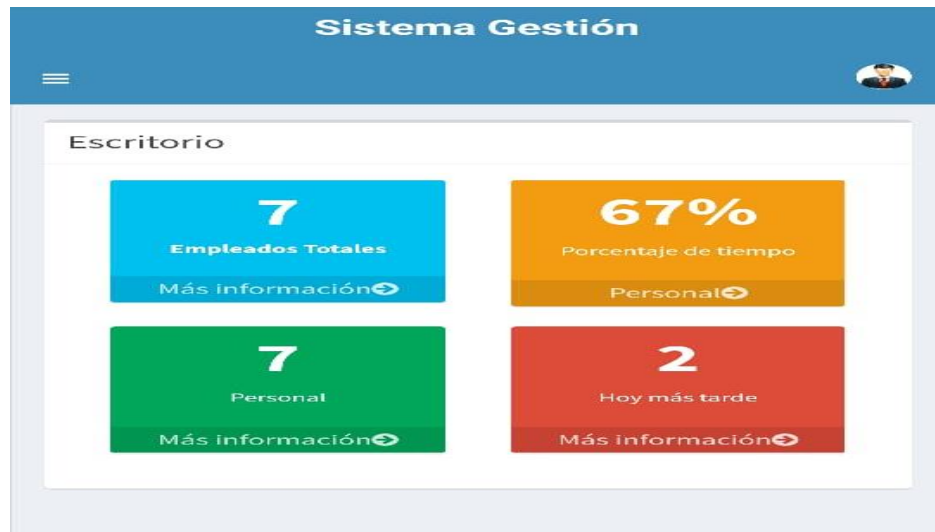 Sistema Gestión
Escritorio
7
Empleados Totales
Más información
67%
Porcentaje de tiempo
Personal
7
Personal
Más información
2
Hoy más tarde
Más información